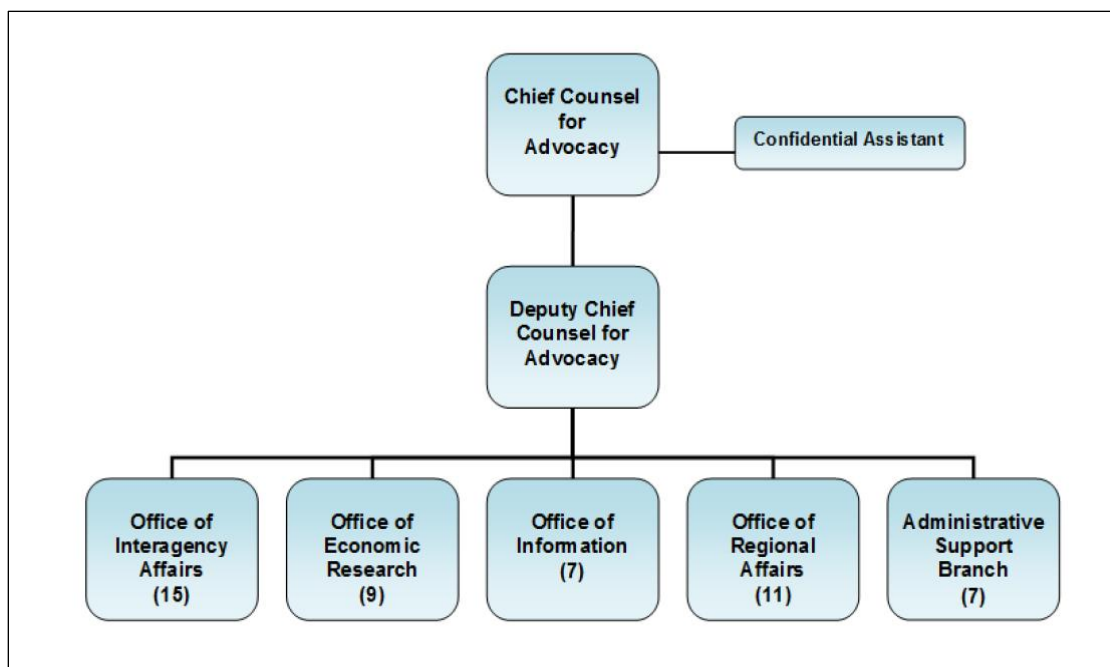 Chief Counsel
for
Advocacy
Confidential Assistant
Deputy Chief
Counsel for
Advocacy
Office of
Interagency
Affairs
(15)
Office of
Economic
Research
(9)
Office of
Information
(7)
Office of
Regional
Affairs
(11)
Administrative
Support
Branch
(7)